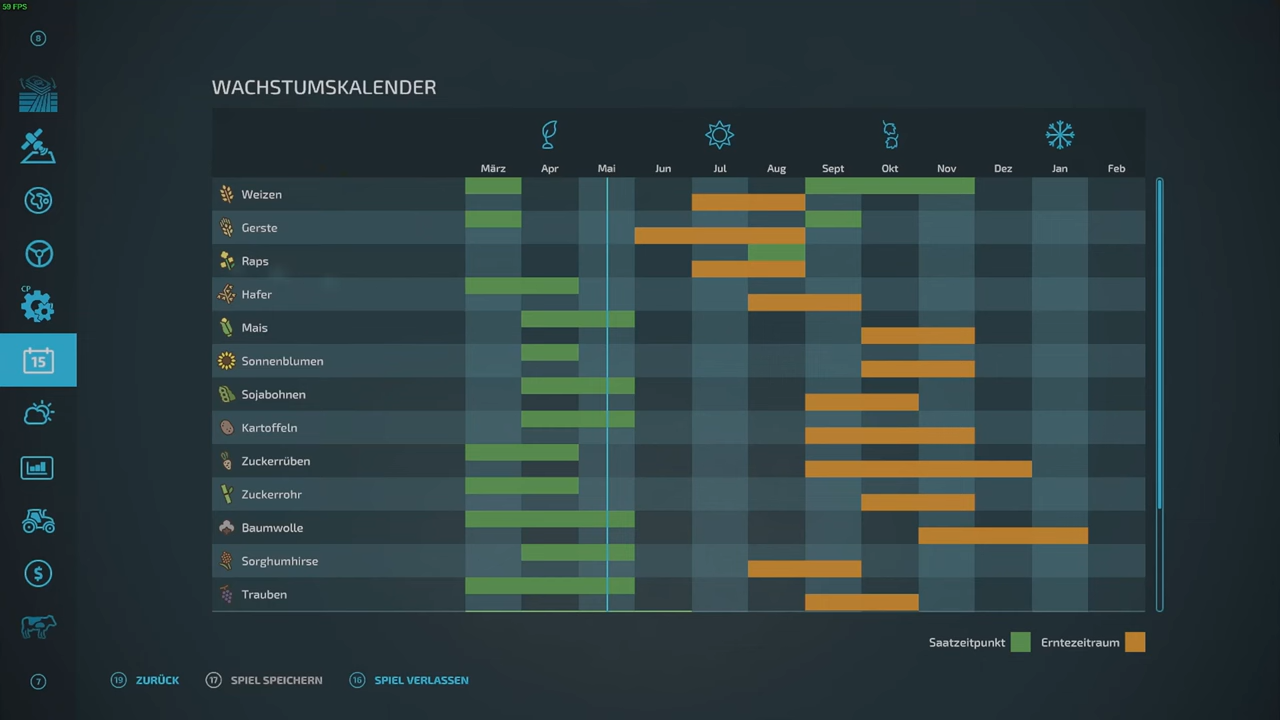 59 FPS
8
WACHSTUMSKALENDER
März Apr Mai Jun Jul Aug Sept Okt Nov Dez Jan Feb
Weizen
Gerste
Raps
Hafer
CP
Mais
Sonnenblumen
15
Sojabohnen
Kartoffeln
Zuckerrüben
Zuckerrohr
Baumwolle
Sorghumhirse
$
Trauben
Saatzeitpunkt Erntezeitraum
7
19 ZURÜCK 17 SPIEL SPEICHERN 16 SPIEL VERLASSEN